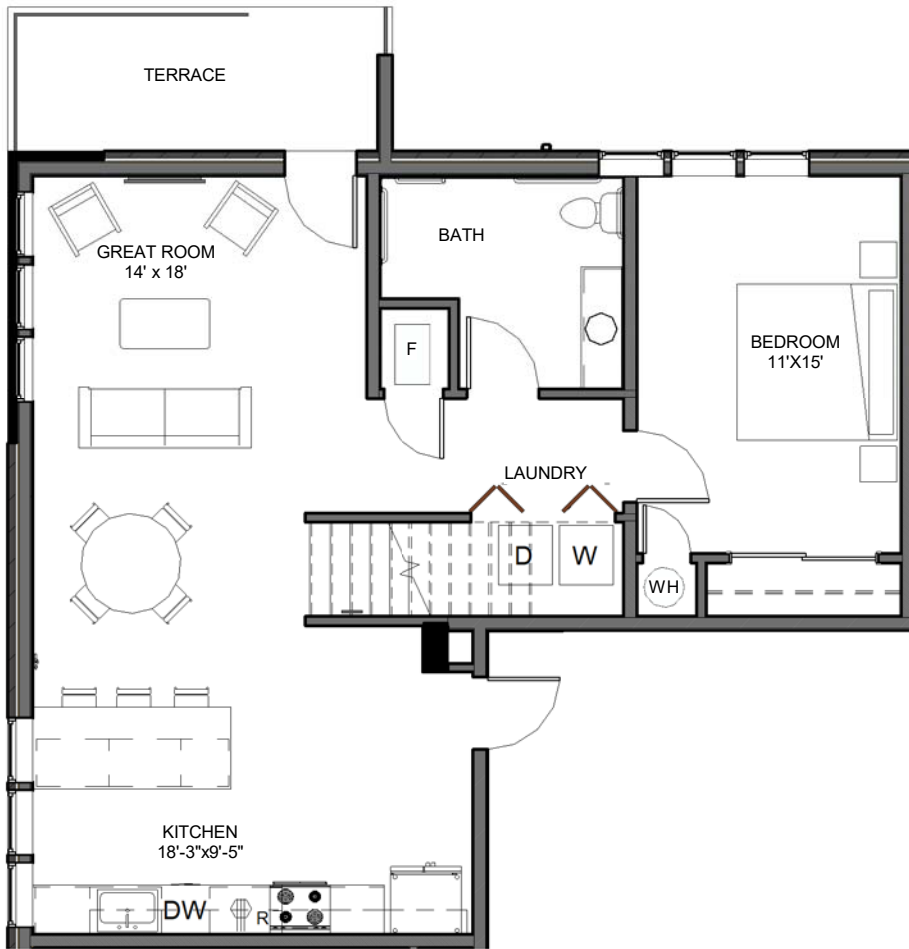 TERRACE
GREAT ROOM
14' x 18'
BATH
F
BEDROOM
11'X15'
LAUNDRY
D
W
WH
KITCHEN
18'-3"x9'-5"
DW
R